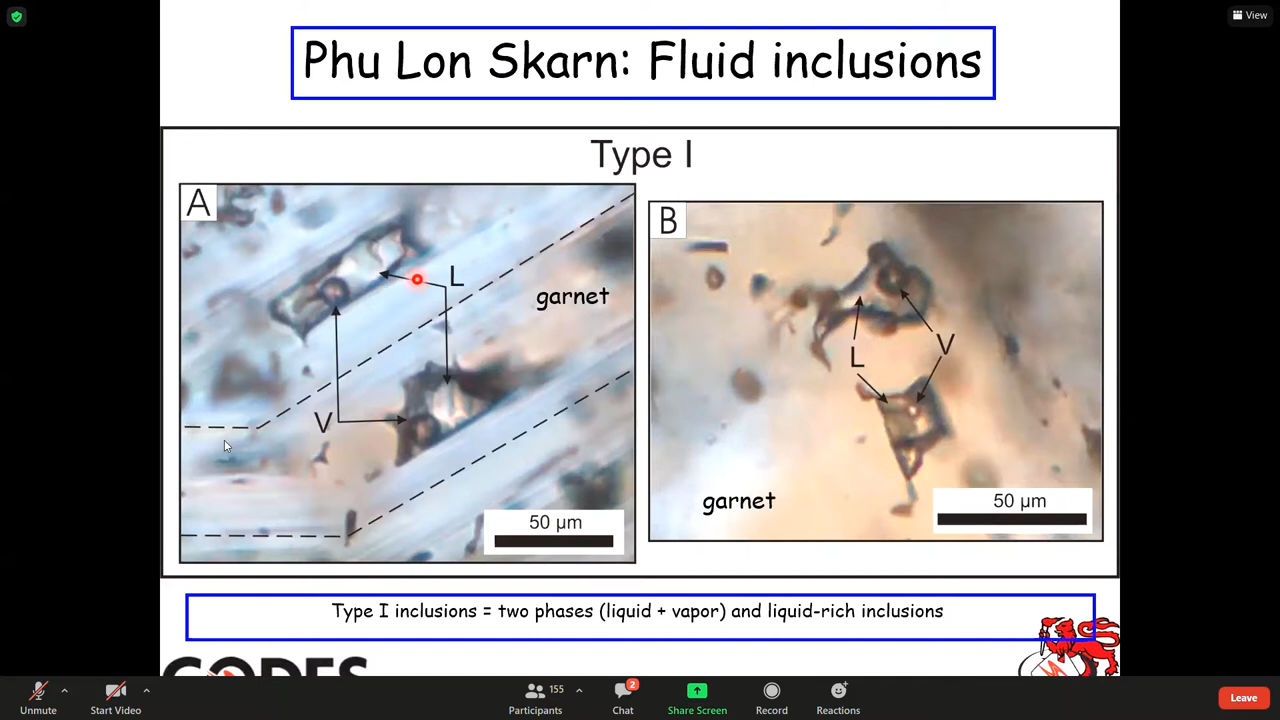 View
Phu Lon Skarn: Fluid inclusions
Type I
A
L
garnet
V
50 µm
B
L
V
garnet
50 µm
Type I inclusions = two phases (liquid + vapor) and liquid-rich inclusions
CODES
Unmute
Start Video
155
Participants
2
Chat
Share Screen
Record
Reactions
Leave